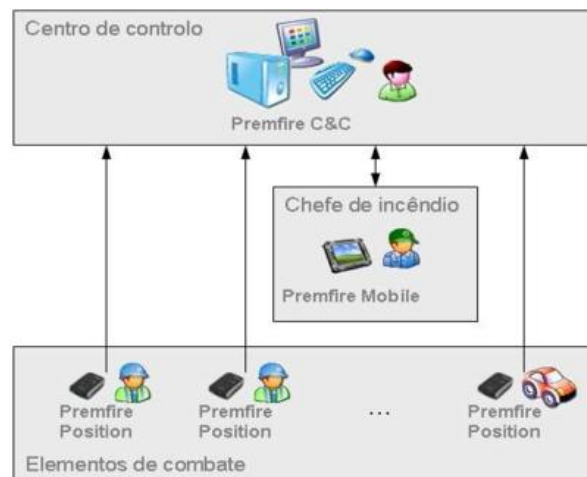 Centro de controlo
Premfire C&C
Chefe de incêndio
Premfire Mobile
Premfire
Position
Premfire
Position
...
Premfire
Position
Elementos de combate